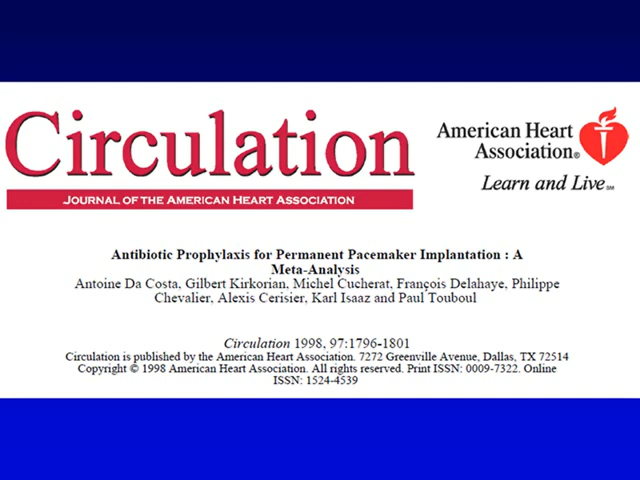 Circulation
JOURNAL OF THE AMERICAN HEART ASSOCIATION
American Heart
Association®
Learn and Live℠
Antibiotic Prophylaxis for Permanent Pacemaker Implantation : A
Meta-Analysis
Antoine Da Costa, Gilbert Kirkorian, Michel Cucherat, François Delahaye, Philippe
Chevalier, Alexis Cerisier, Karl Isaaz and Paul Touboul
Circulation 1998, 97:1796-1801
Circulation is published by the American Heart Association. 7272 Greenville Avenue, Dallas, TX 72514
Copyright © 1998 American Heart Association. All rights reserved. Print ISSN: 0009-7322. Online
ISSN: 1524-4539